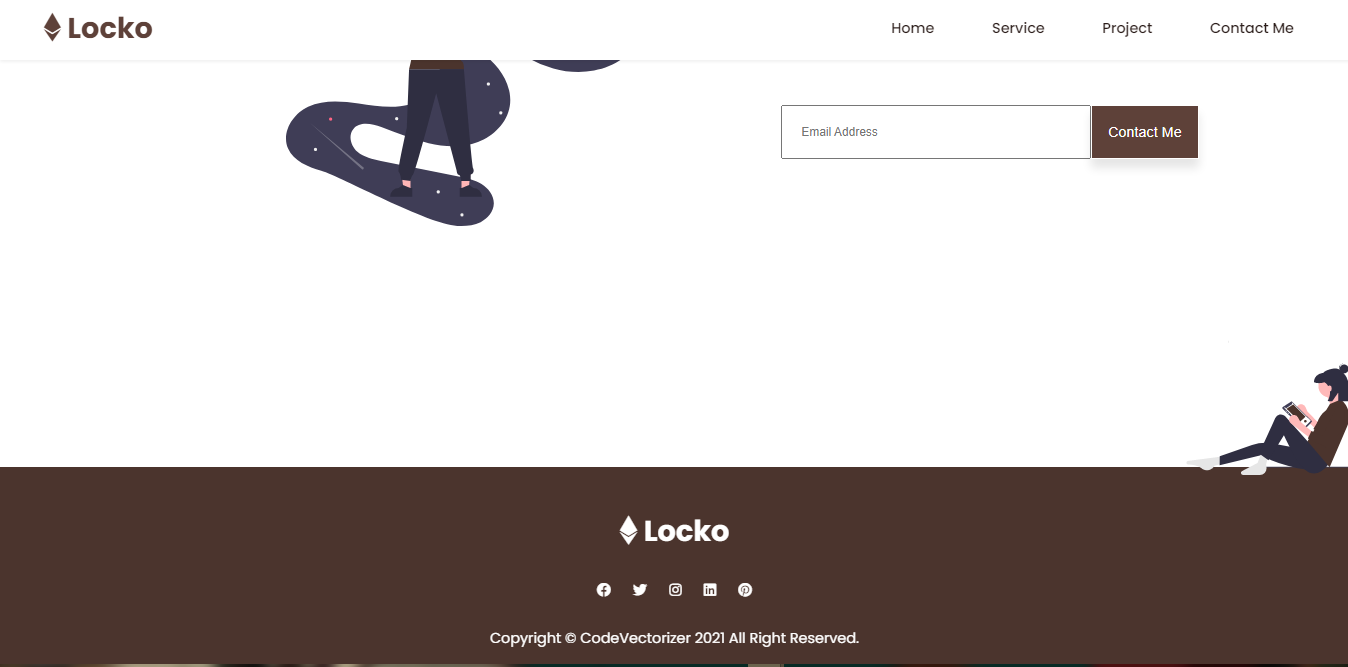 Locko
Home Service Project Contact Me
Email Address
Contact Me
Locko
Copyright © CodeVectorizer 2021 All Right Reserved.